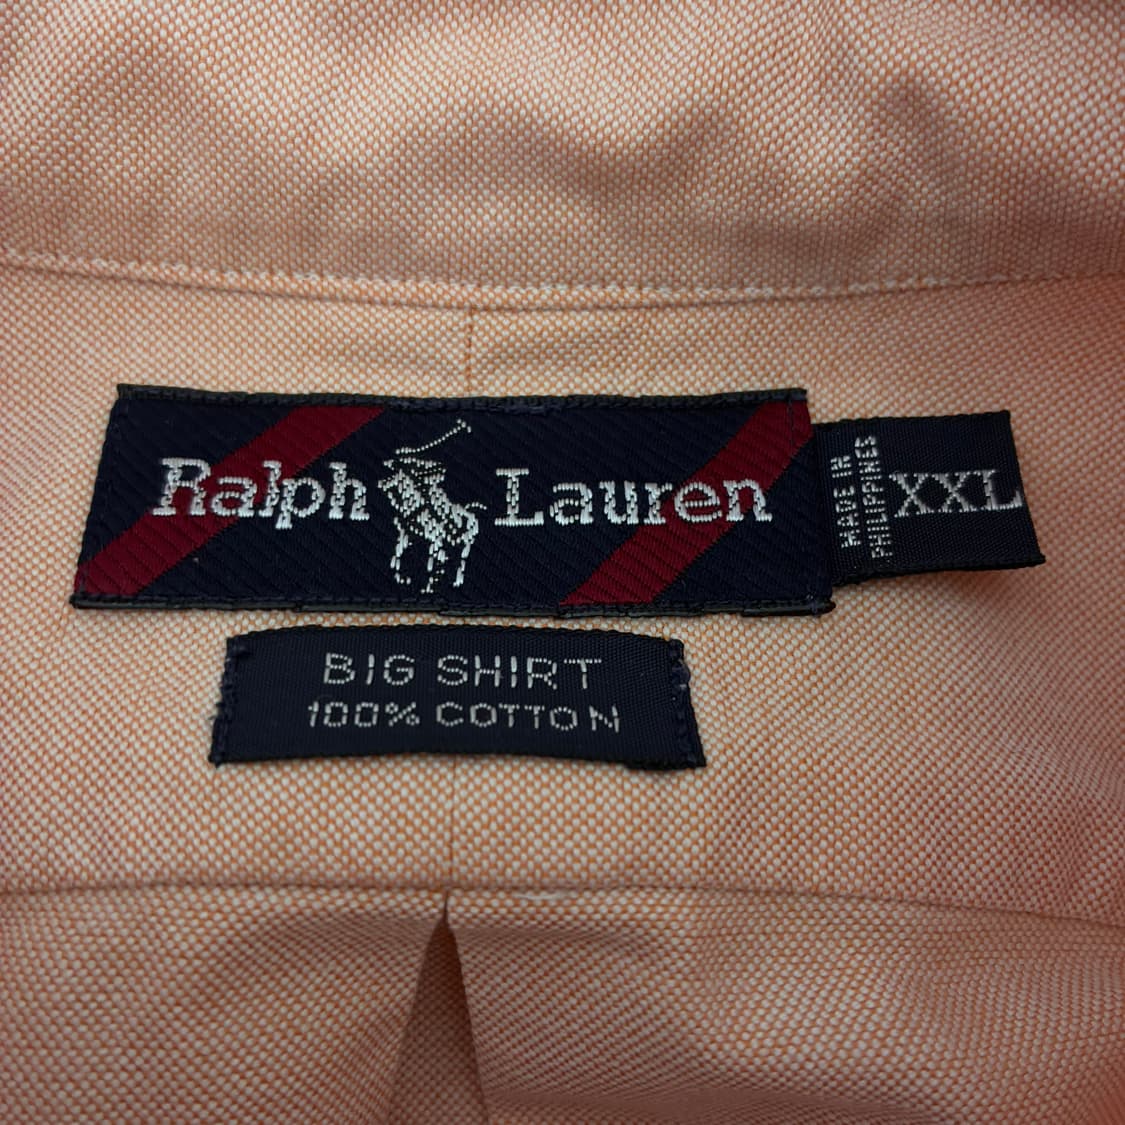 Ralph Lauren
MADE IN
PHILIPPINES
XXL
BIG SHIRT
100% COTTON